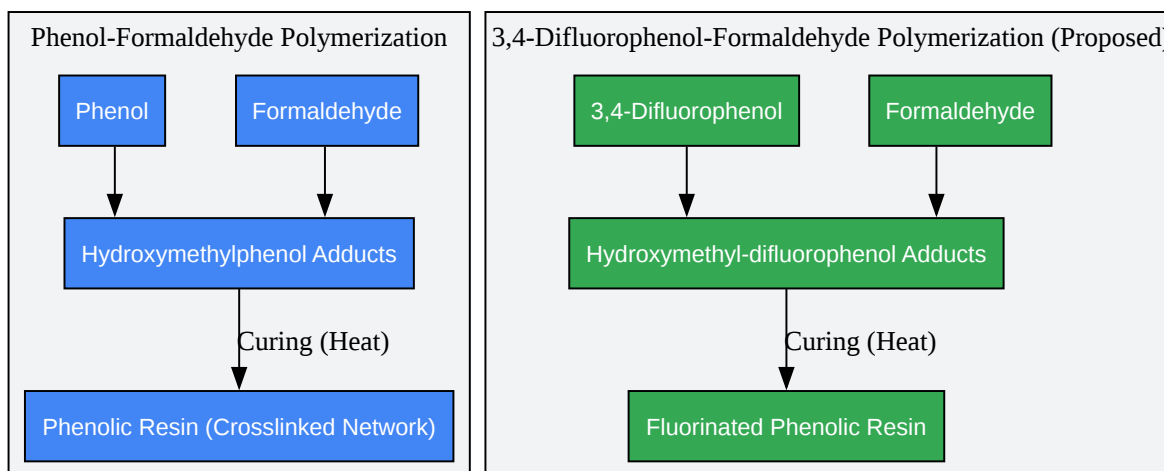 Phenol-Formaldehyde Polymerization
Phenol
Formaldehyde
Hydroxymethylphenol Adducts
Curing (Heat)
Phenolic Resin (Crosslinked Network)
3,4-Difluorophenol-Formaldehyde Polymerization (Proposed)
3,4-Difluorophenol
Formaldehyde
Hydroxymethyl-difluorophenol Adducts
Curing (Heat)
Fluorinated Phenolic Resin